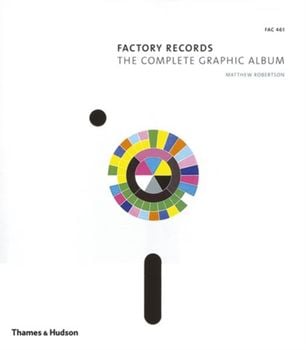 FAC 461
FACTORY RECORDS
THE COMPLETE GRAPHIC ALBUM
MATTHEW ROBERTSON
Thames & Hudson